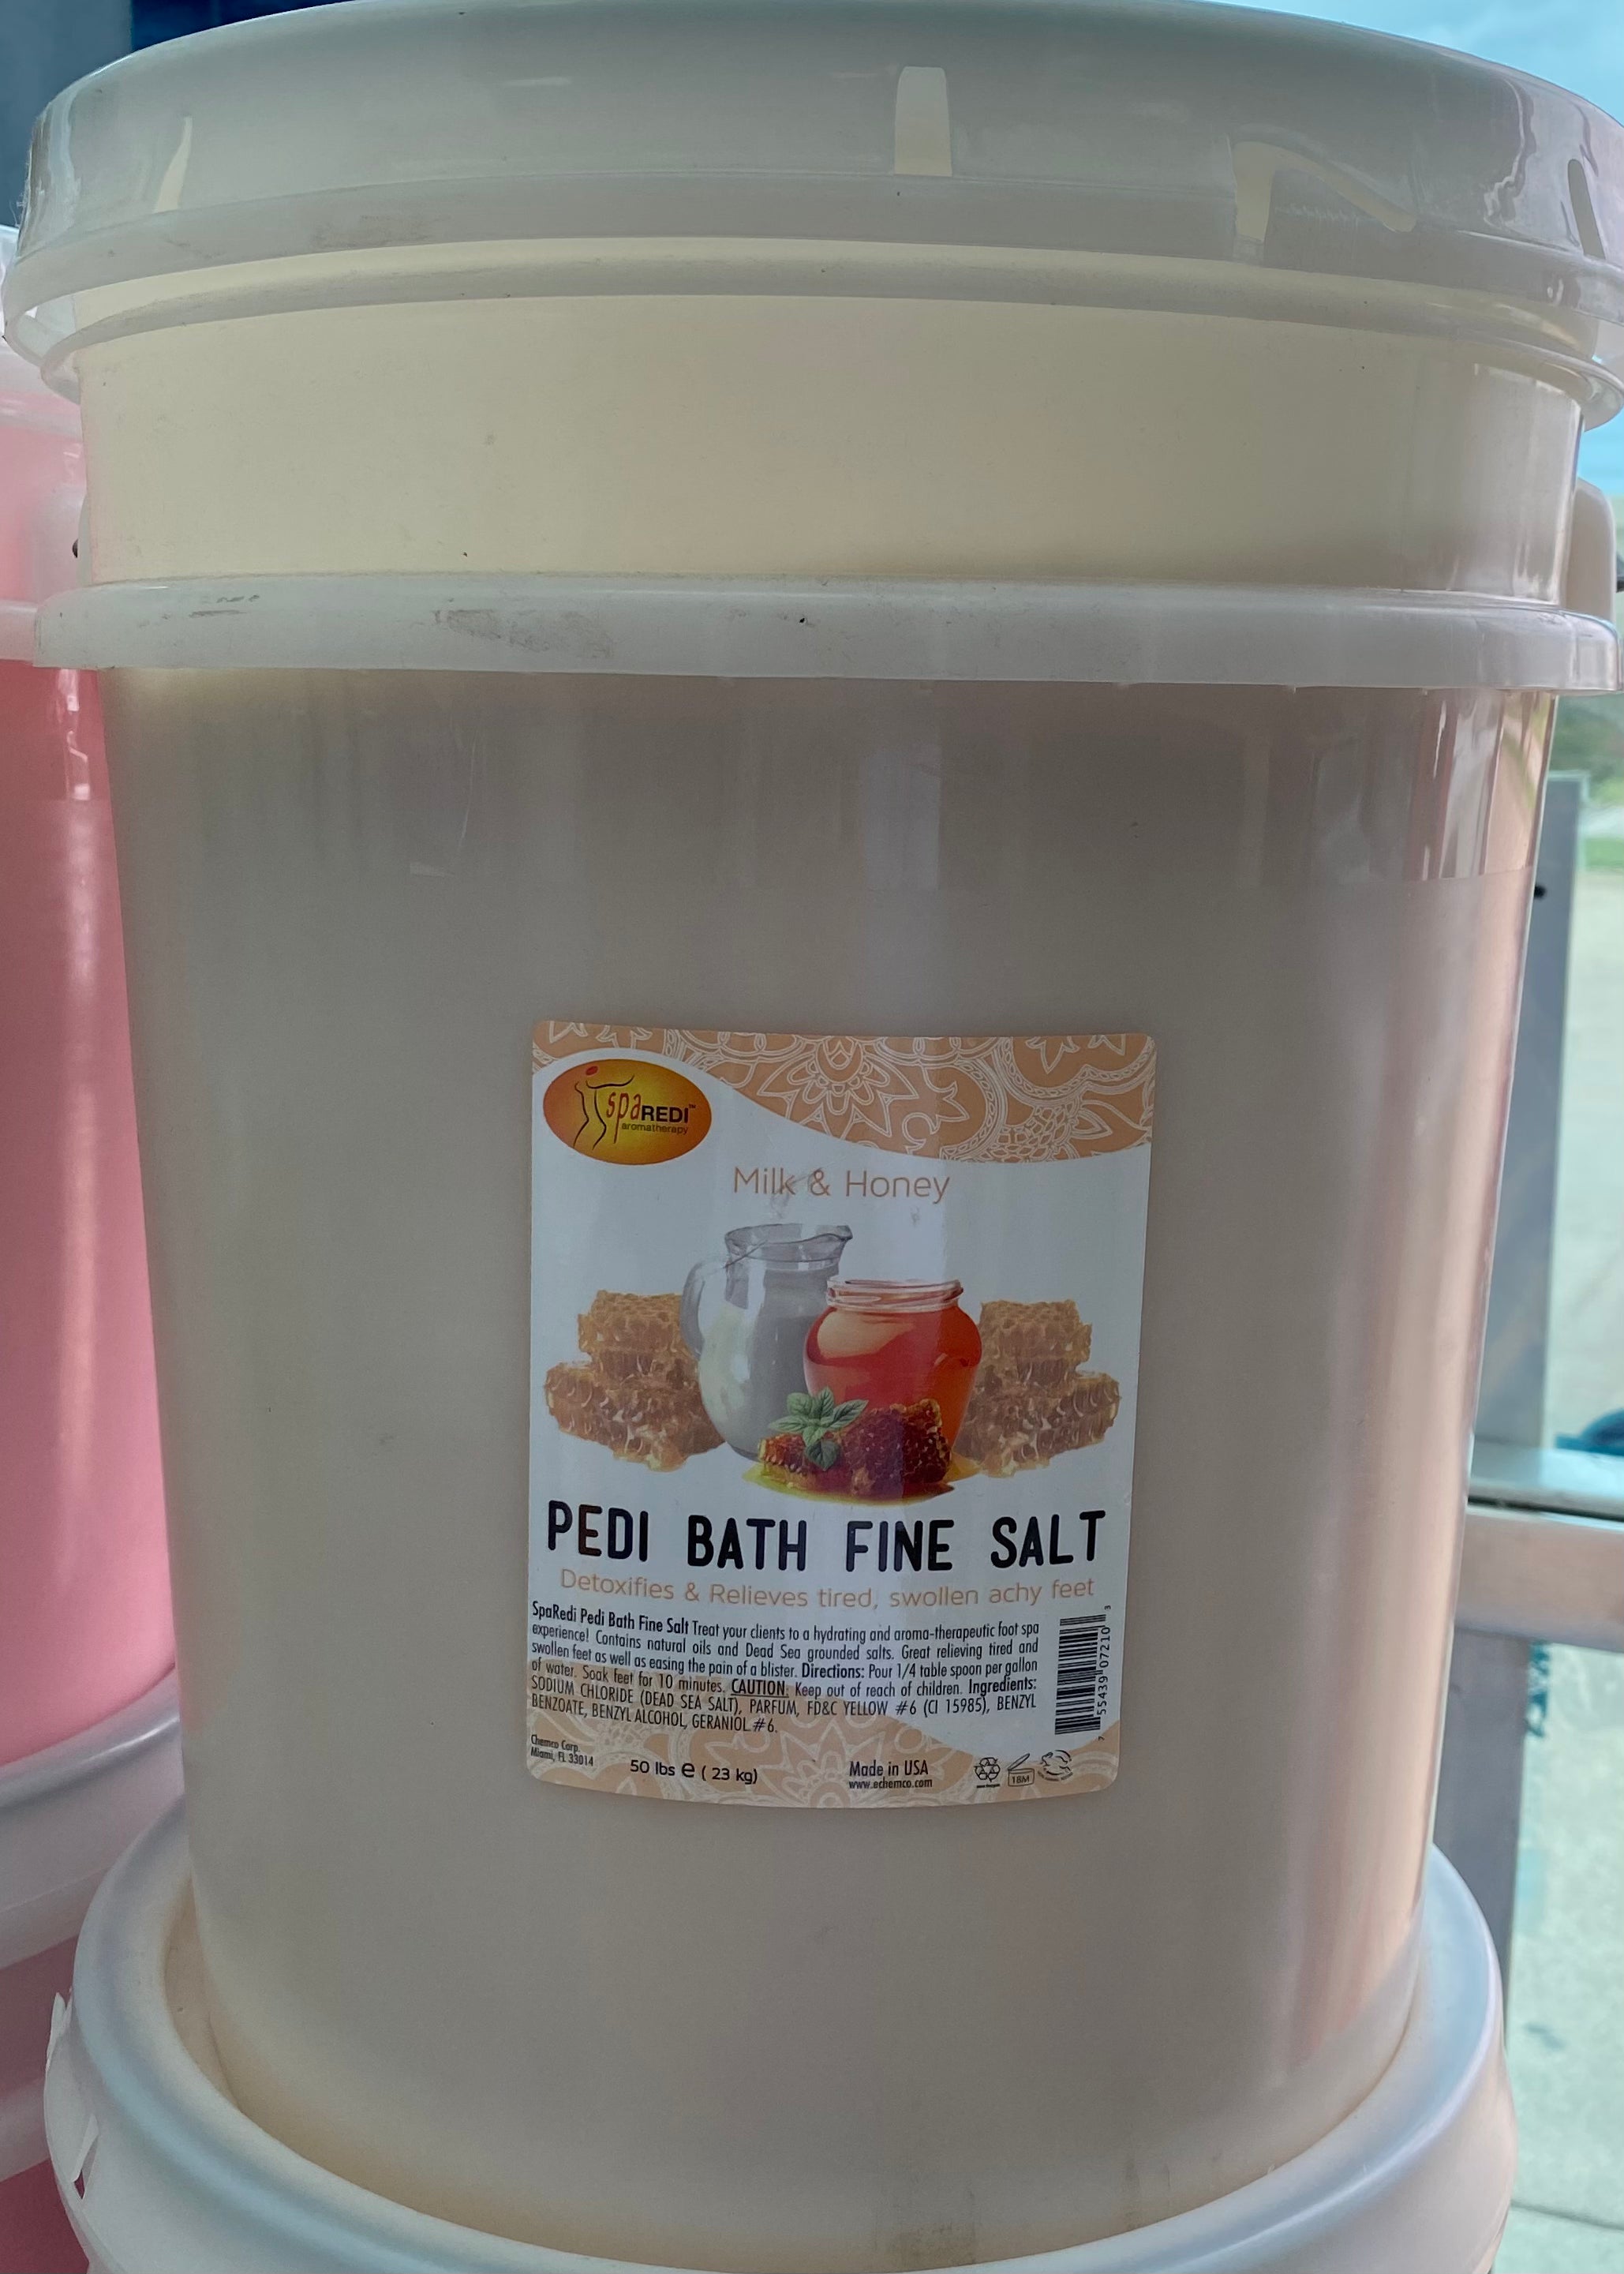 spaREDI™
aromatherapy
Milk & Honey
PEDI BATH FINE SALT
Detoxifies & Relieves tired, swollen achy feet
SpaRedi Pedi Bath Fine Salt Treat your clients to a hydrating and aroma-therapeutic foot spa
experience! Contains natural oils and Dead Sea grounded salts. Great relieving tired and
swollen feet as well as easing the pain of a blister. Directions: Pour 1/4 table spoon per gallon
of water. Soak feet for 10 minutes. CAUTION: Keep out of reach of children. Ingredients:
SODIUM CHLORIDE (DEAD SEA SALT), PARFUM, FD&C YELLOW #6 (CI 15985), BENZYL
BENZOATE, BENZYL ALCOHOL, GERANIOL #6.
7 55439 07210 3
Chemco Corp.
Miami, FL 33014
50 lbs e ( 23 kg)
Made in USA
www.echemco.com
18M